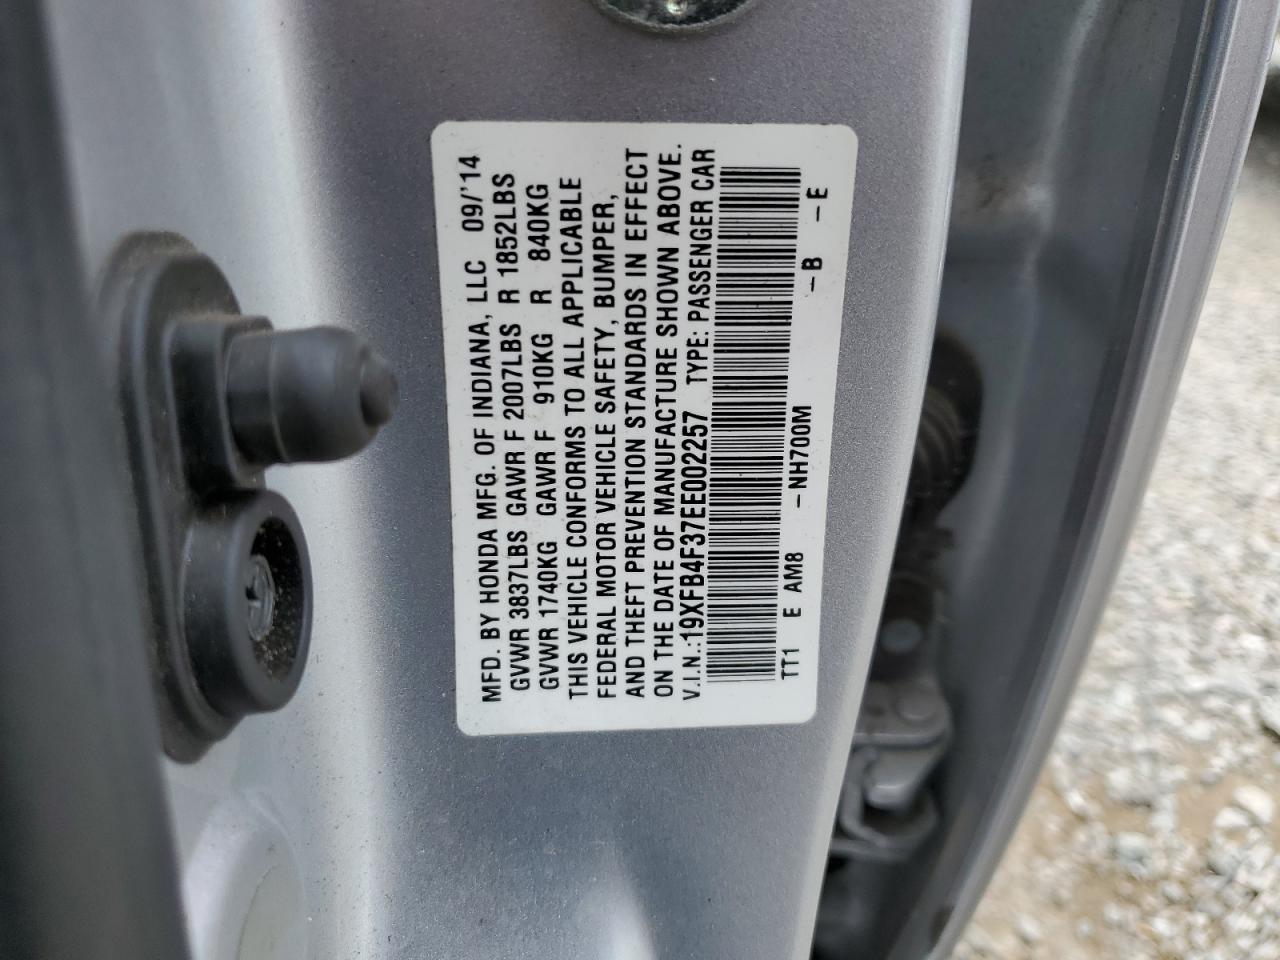 MFD. BY HONDA MFG. OF INDIANA, LLC 09/'14
GVWR 3837LBS GAWR F 2007LBS R 1852LBS
GVWR 1740KG GAWR F 910KG R 840KG
THIS VEHICLE CONFORMS TO ALL APPLICABLE
FEDERAL MOTOR VEHICLE SAFETY, BUMPER,
AND THEFT PREVENTION STANDARDS IN EFFECT
ON THE DATE OF MANUFACTURE SHOWN ABOVE.
V.I.N.:19XFB4F37EE002257 TYPE: PASSENGER CAR
TT1 E AM8 -NH700M -B -E